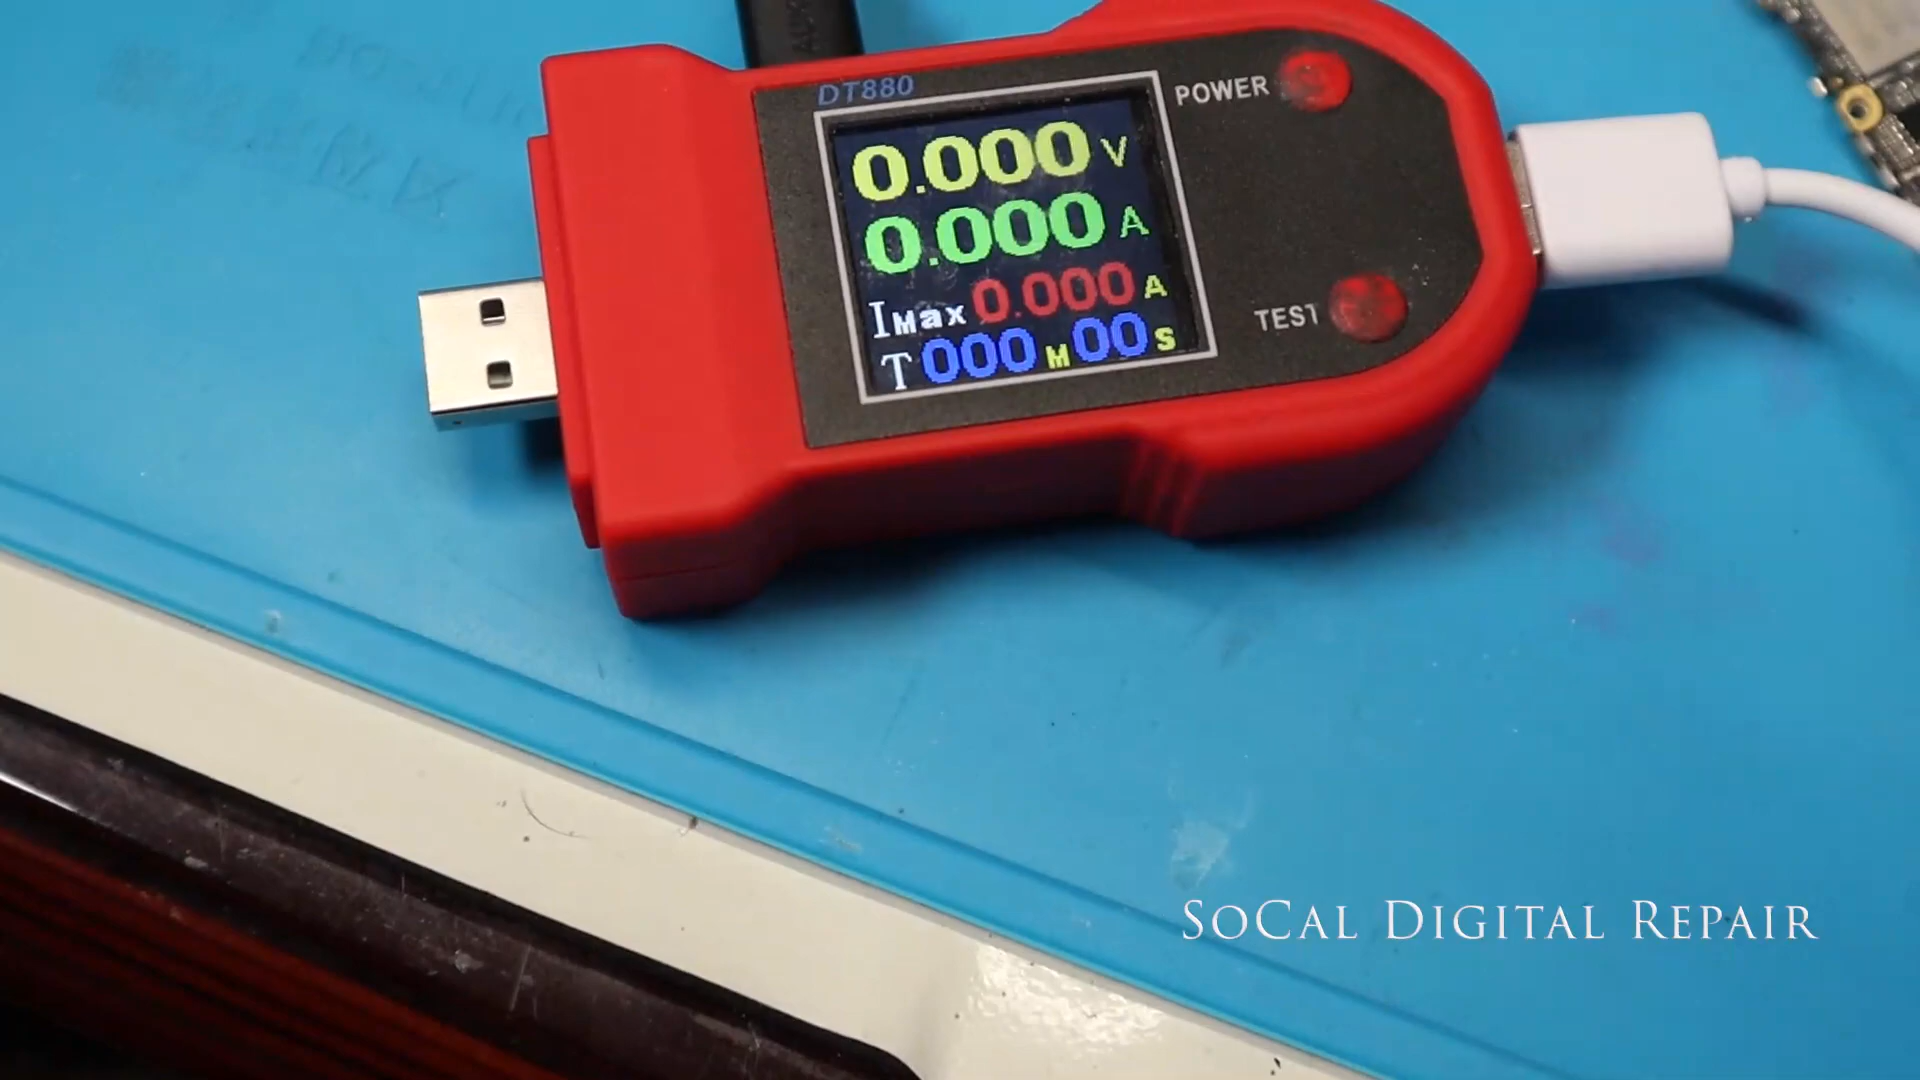 DT880
POWER
0.000 V
0.000 A
IMax 0.000 A
TEST
T 000 M 00 S
SoCal Digital Repair